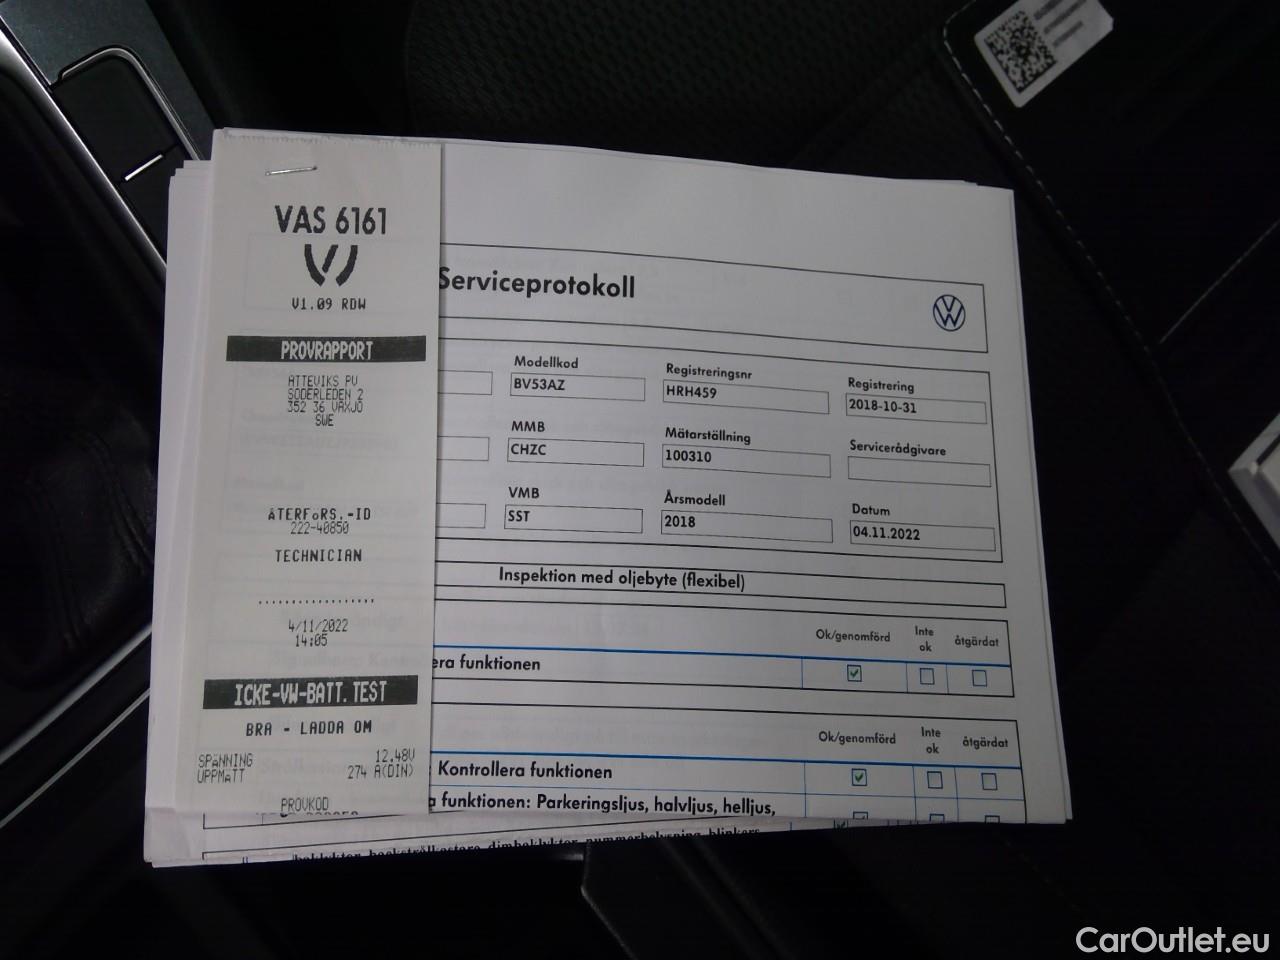 VAS 6161
V1.09 RDW
PROVRAPPORT
ATTEVIKS PV
SÖDERLEDEN 2
352 36 VÄXJÖ
SWE
ÅTERFöRS.-ID
222-40850
TECHNICIAN
..................
4/11/2022
14:05
ICKE-VW-BATT.TEST
BRA - LADDA OM
SPÄNNING 12.48V
UPPMäTT 274 A(DIN)
PROVKOD
Serviceprotokoll
Modellkod
BV53AZ
Registreringsnr
HRH459
Registrering
2018-10-31
MMB
CHZC
Mätarställning
100310
Servicerådgivare
VMB
SST
Årsmodell
2018
Datum
04.11.2022
Inspektion med oljebyte (flexibel)
Ok/genomförd Inte ok åtgärdat
era funktionen
Ok/genomförd Inte ok åtgärdat
: Kontrollera funktionen
a funktionen: Parkeringsljus, halvljus, helljus,
CarOutlet.eu